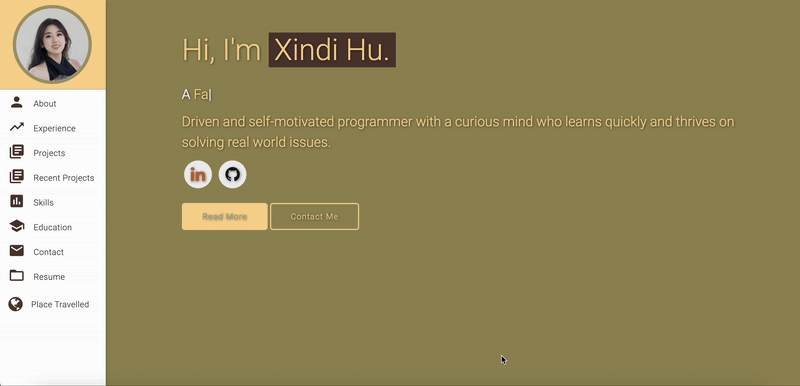 Hi, I'm Xindi Hu.
A Fa|
Driven and self-motivated programmer with a curious mind who learns quickly and thrives on
solving real world issues.
in
Read More
Contact Me
About
Experience
Projects
Recent Projects
Skills
Education
Contact
Resume
Place Travelled